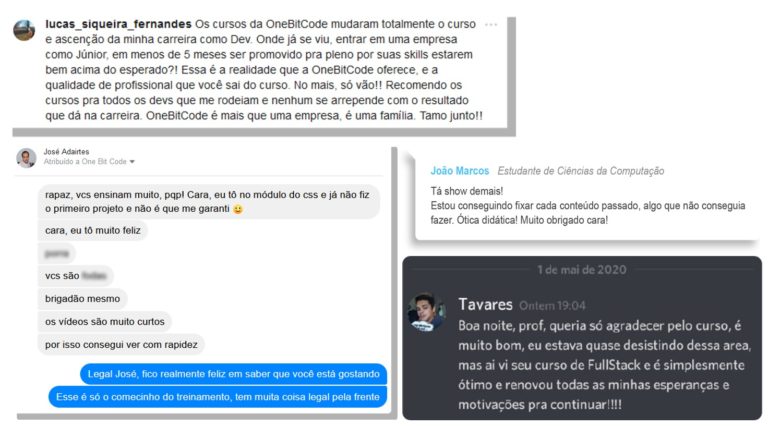 lucas_siqueira_fernandes Os cursos da OneBitCode mudaram totalmente o curso
e ascenção da minha carreira como Dev. Onde já se viu, entrar em uma empresa
como Júnior, em menos de 5 meses ser promovido pra pleno por suas skills estarem
bem acima do esperado?! Essa é a realidade que a OneBitCode oferece, e a
qualidade de profissional que você sai do curso. No mais, só vão!! Recomendo os
cursos pra todos os devs que me rodeiam e nenhum se arrepende com o resultado
que dá na carreira. OneBitCode é mais que uma empresa, é uma família. Tamo junto!!
José Adairtes
Atribuído a One Bit Code
rapaz, vcs ensinam muito, pqp! Cara, eu tô no módulo do css e já não fiz
o primeiro projeto e não é que me garanti
cara, eu tô muito feliz
vcs são
brigadão mesmo
os vídeos são muito curtos
por isso consegui ver com rapidez
Legal José, fico realmente feliz em saber que você está gostando
Esse é só o comecinho do treinamento, tem muita coisa legal pela frente
João Marcos Estudante de Ciências da Computação
Tá show demais!
Estou conseguindo fixar cada conteúdo passado, algo que não conseguia
fazer. Ótica didática! Muito obrigado cara!
1 de mai de 2020
Tavares Ontem 19:04
Boa noite, prof, queria só agradecer pelo curso, é
muito bom, eu estava quase desistindo dessa area,
mas ai vi seu curso de FullStack e é simplesmente
ótimo e renovou todas as minhas esperanças e
motivações pra continuar!!!!